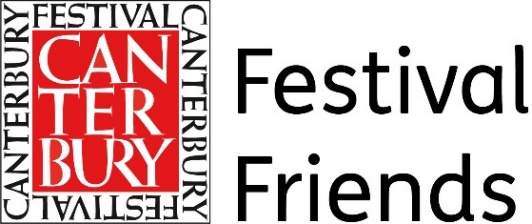 FESTIVAL
CANTERBURY
CANTERBURY
FESTIVAL
CAN
TER
BURY
Festival
Friends